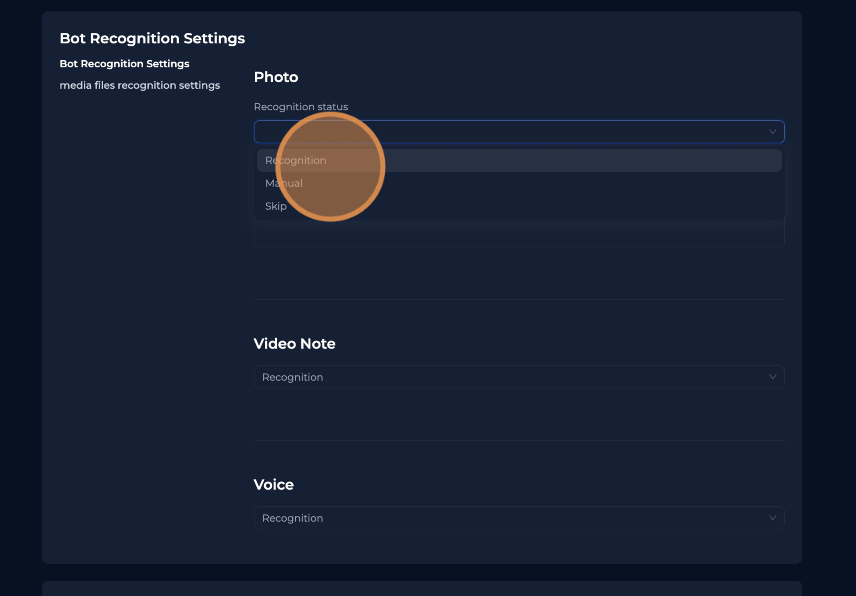 Bot Recognition Settings
Bot Recognition Settings
media files recognition settings
Photo
Recognition status
Recognition
Manual
Skip
Video Note
Recognition
Voice
Recognition